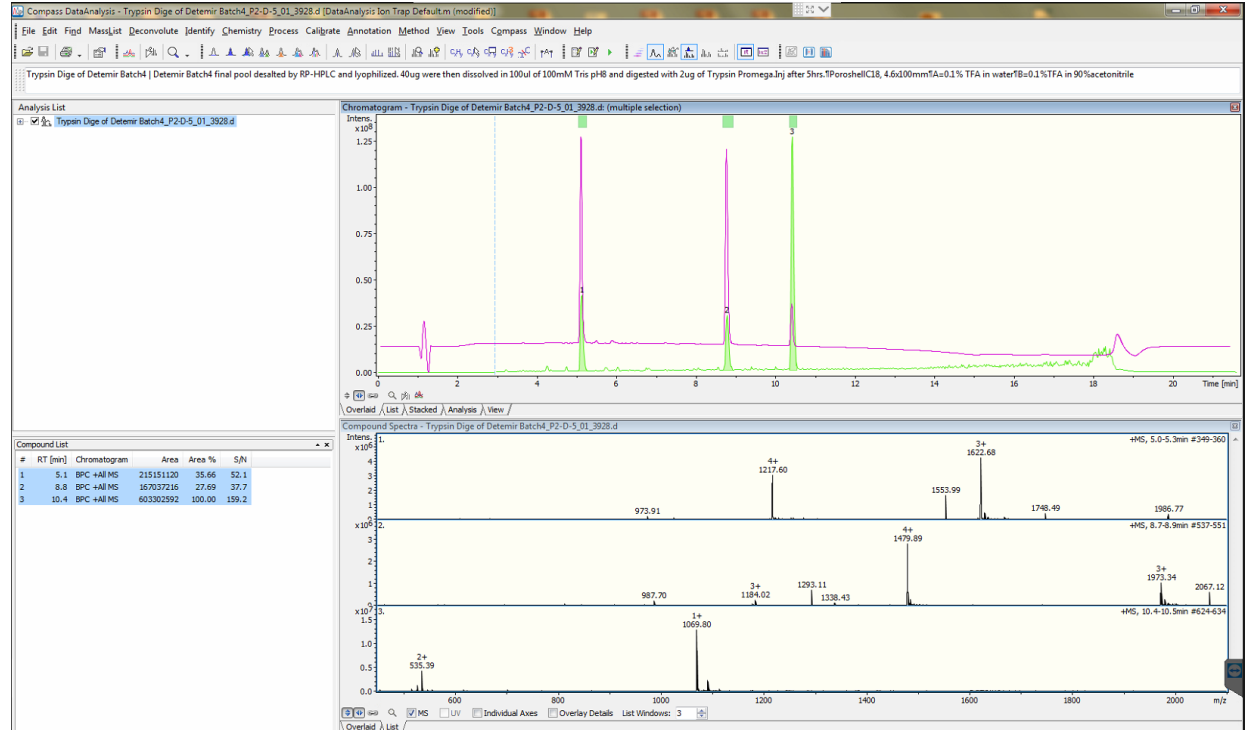 Compass DataAnalysis - Trypsin Dige of Detemir Batch4_P2-D-5_01_3928.d [DataAnalysis Ion Trap Default.m (modified)]
File Edit Find MassList Deconvolute Identify Chemistry Process Calibrate Annotation Method View Tools Compass Window Help
Trypsin Dige of Detemir Batch4 | Detemir Batch4 final pool desalted by RP-HPLC and lyophilized. 40ug were then dissolved in 100ul of 100mM Tris pH8 and digested with 2ug of Trypsin Promega.Inj after 5hrs.¶PoroshellC18, 4.6x100mm¶A=0.1% TFA in water¶B=0.1%TFA in 90%acetonitrile
Analysis List
Trypsin Dige of Detemir Batch4_P2-D-5_01_3928.d
Chromatogram - Trypsin Dige of Detemir Batch4_P2-D-5_01_3928.d: (multiple selection)
Intens.
x10⁸
1.25
1.00
0.75
0.50
0.25
0.00
1
2
3
0 2 4 6 8 10 12 14 16 18 20 Time [min]
Overlaid List Stacked Analysis View
Compound List
# RT [min] Chromatogram Area Area % S/N
1 5.1 BPC +All MS 215151120 35.66 52.1
2 8.8 BPC +All MS 167037216 27.69 37.7
3 10.4 BPC +All MS 603302592 100.00 159.2
Compound Spectra - Trypsin Dige of Detemir Batch4_P2-D-5_01_3928.d
Intens.
x10⁶
1.
+MS, 5.0-5.3min #349-360
4
3
2
1
973.91
4+
1217.60
1553.99
3+
1622.68
1748.49
1986.77
x10⁶
2.
+MS, 8.7-8.9min #537-551
3
2
1
987.70
3+
1184.02
1293.11
1338.43
4+
1479.89
3+
1973.34
2067.12
x10⁷
3.
+MS, 10.4-10.5min #624-634
1.5
1.0
0.5
0.0
2+
535.39
1+
1069.80
600 800 1000 1200 1400 1600 1800 2000 m/z
MS UV Individual Axes Overlay Details List Windows: 3
Overlaid List